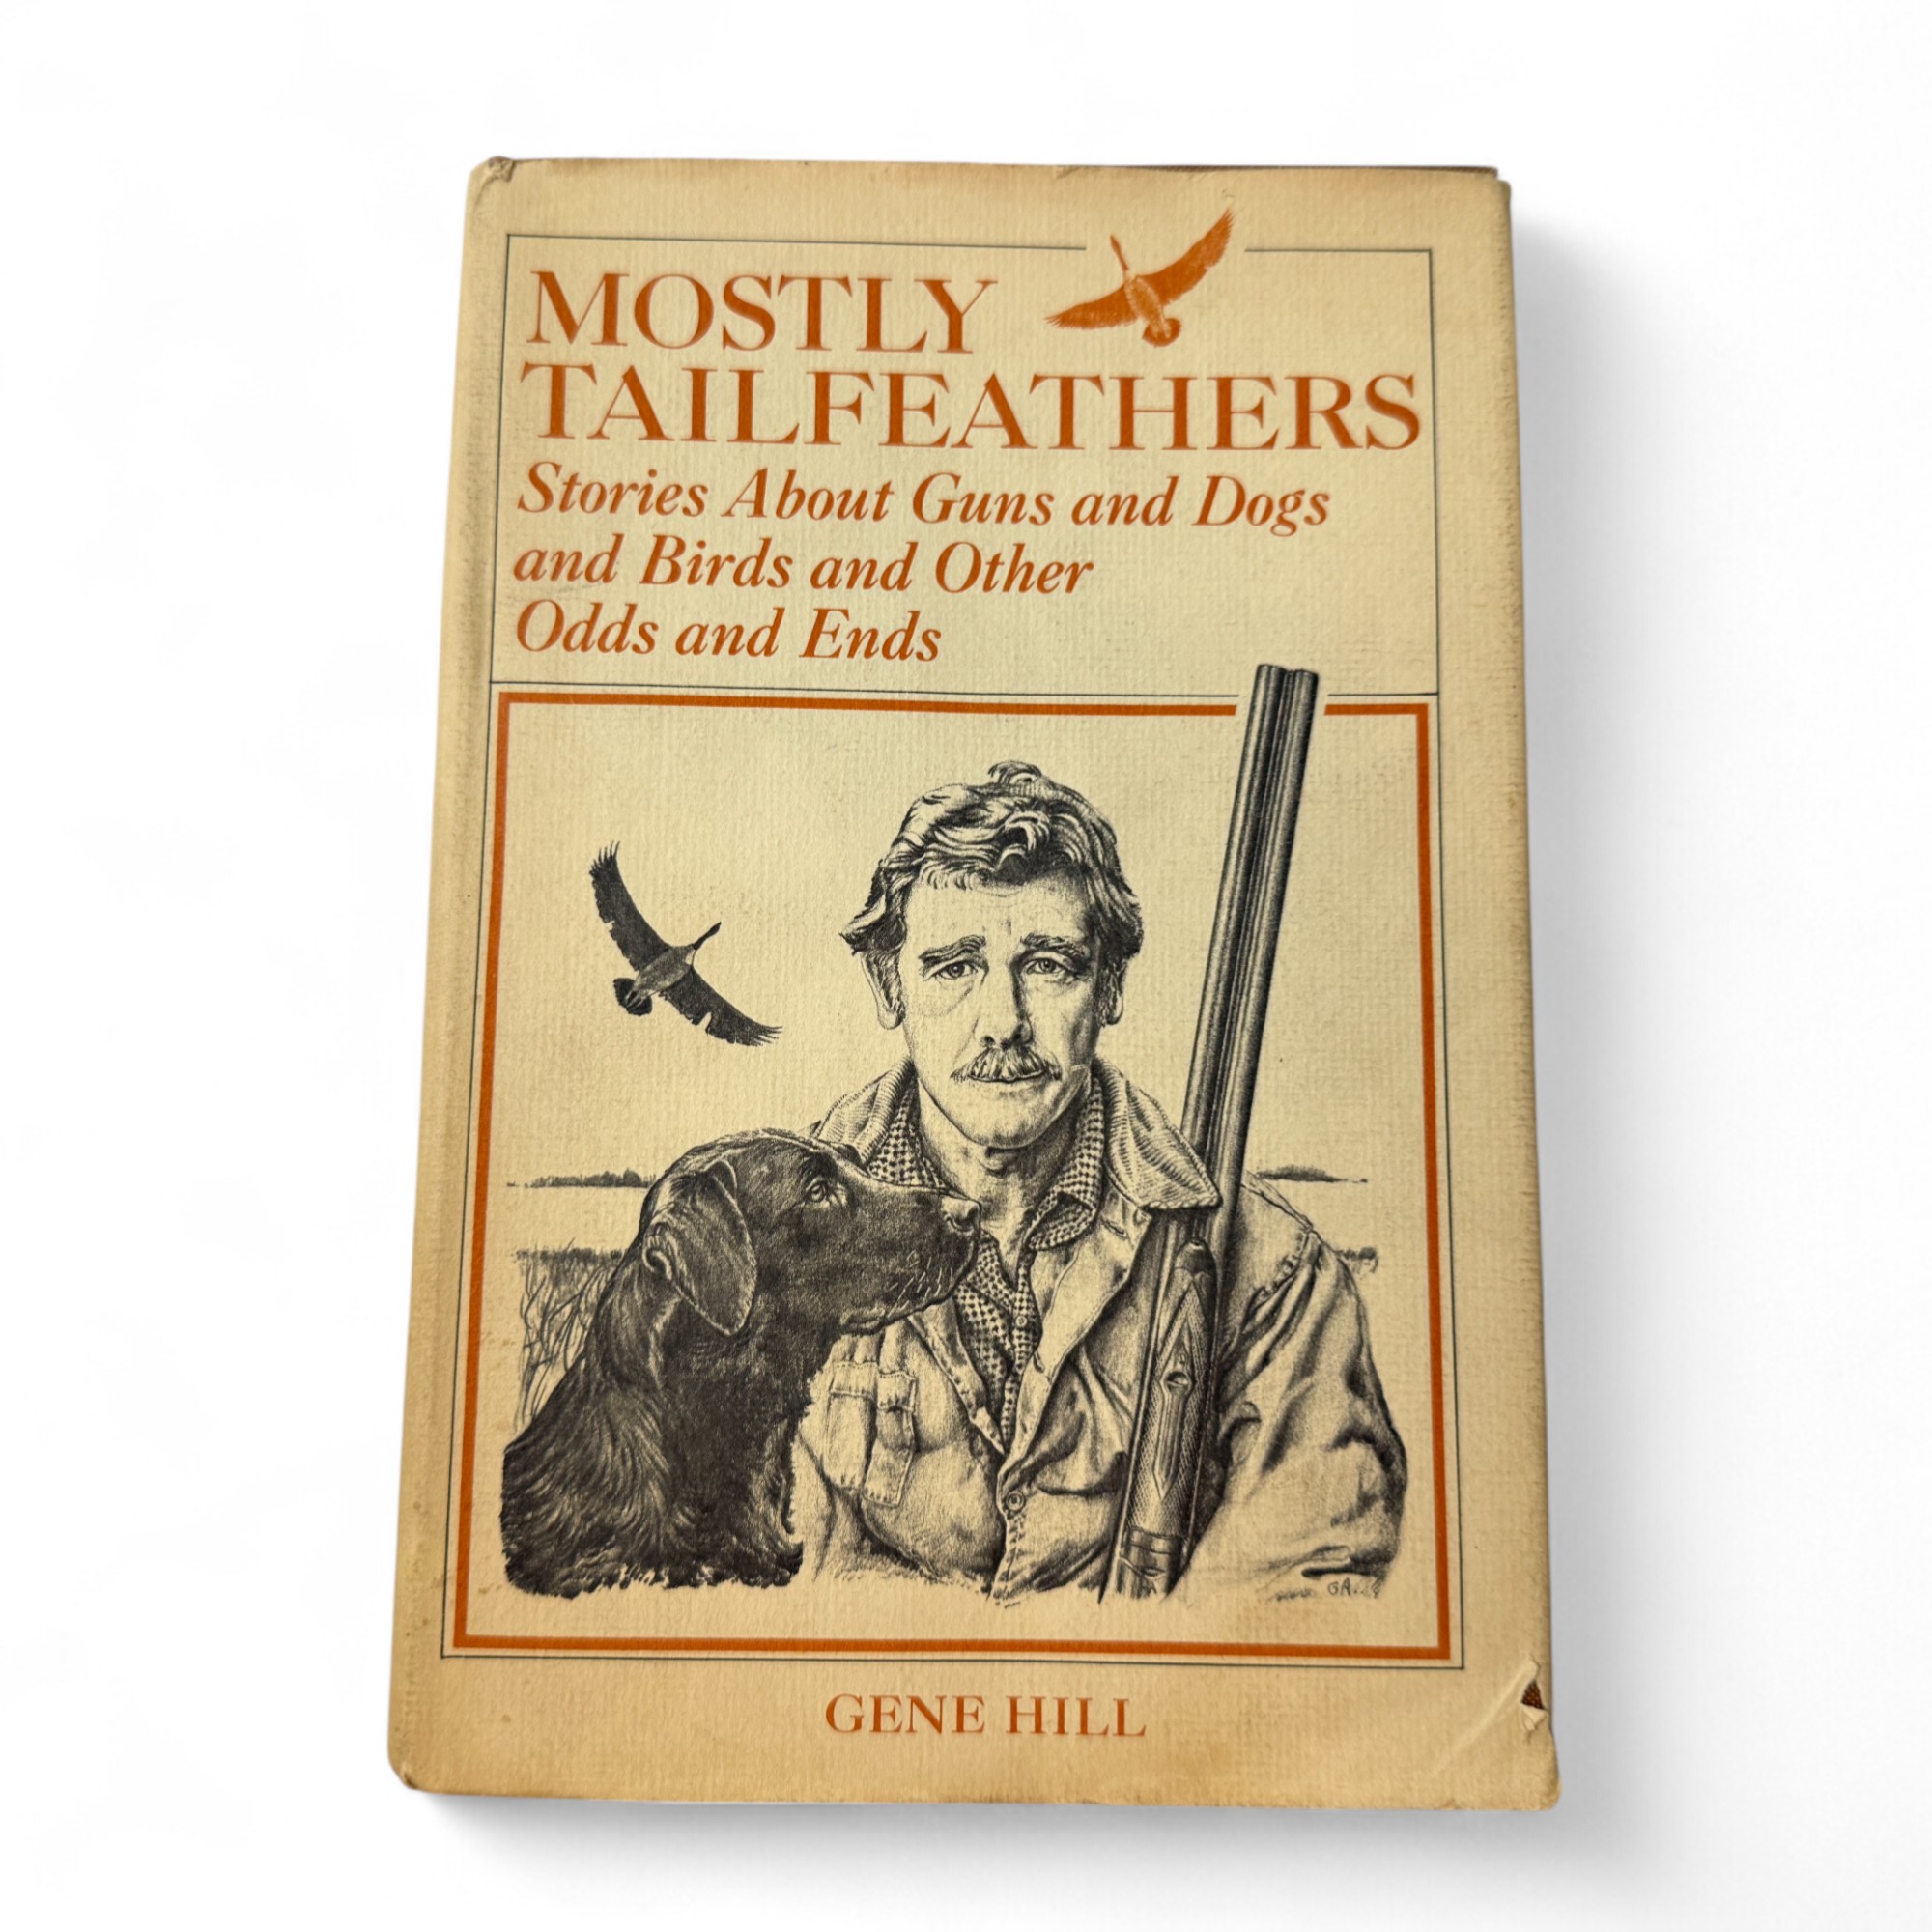 MOSTLY
TAILFEATHERS
Stories About Guns and Dogs
and Birds and Other
Odds and Ends
GENE HILL